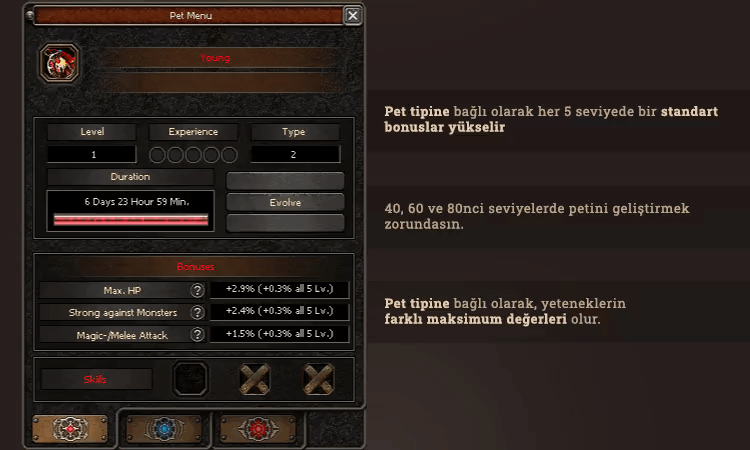 Pet Menu
Young
Level
Experience
Type
1
2
Duration
6 Days 23 Hour 59 Min.
Evolve
Bonuses
Max. HP ? +2.9% (+0.3% all 5 Lv.)
Strong against Monsters ? +2.4% (+0.3% all 5 Lv.)
Magic-/Melee Attack ? +1.5% (+0.3% all 5 Lv.)
Skills
Pet tipine bağlı olarak her 5 seviyede bir standart
bonuslar yükselir
40, 60 ve 80nci seviyelerde petini geliştirmek
zorundasın.
Pet tipine bağlı olarak, yeteneklerin
farklı maksimum değerleri olur.